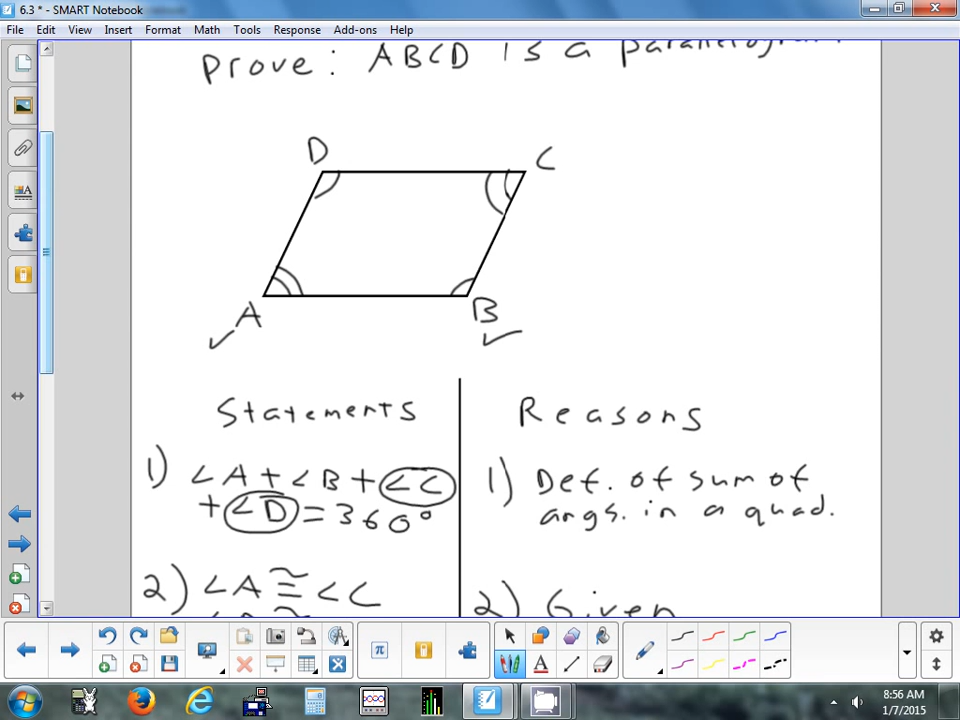 6.3 * - SMART Notebook
File Edit View Insert Format Math Tools Response Add-ons Help
Prove: ABCD is a parallelogram
D C
A B
Statements Reasons
1) ∠A + ∠B + ∠C
+ ∠D = 360°
1) Def. of sum of
angs. in a quad.
2) ∠A ≅ ∠C
2) Given
π
A
8:56 AM
1/7/2015